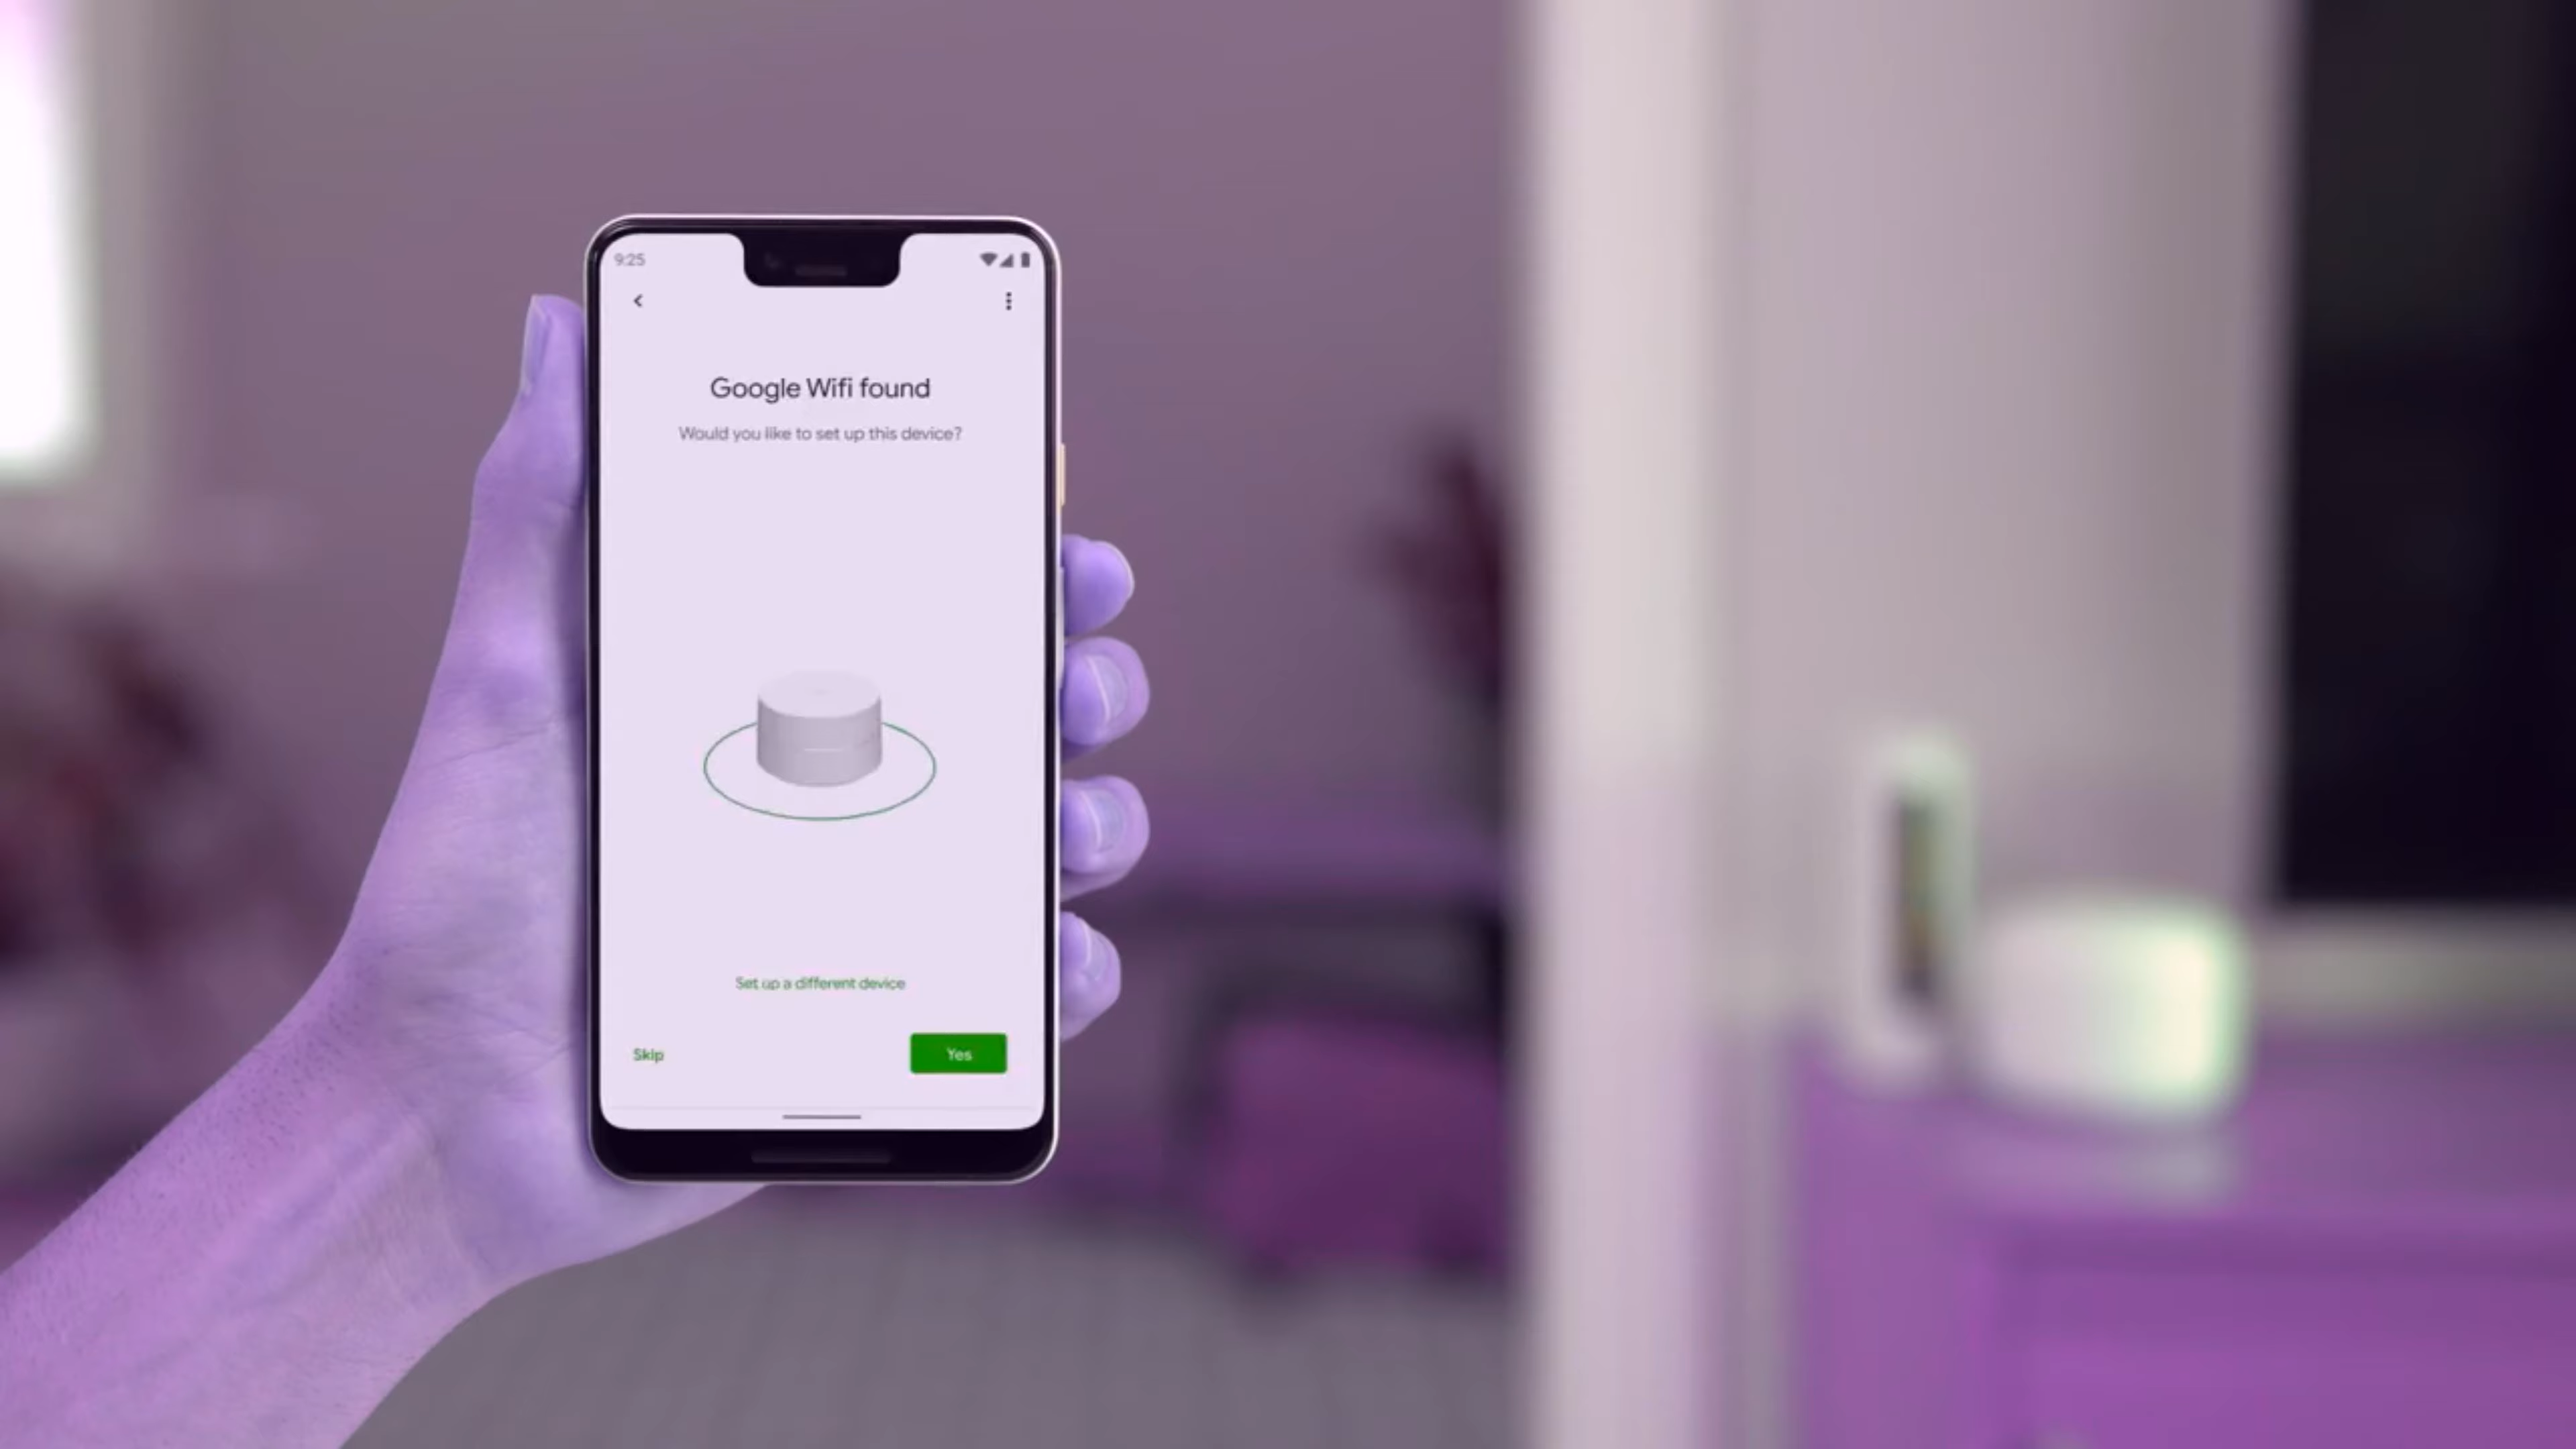 9:25
Google Wifi found
Would you like to set up this device?
Set up a different device
Skip
Yes